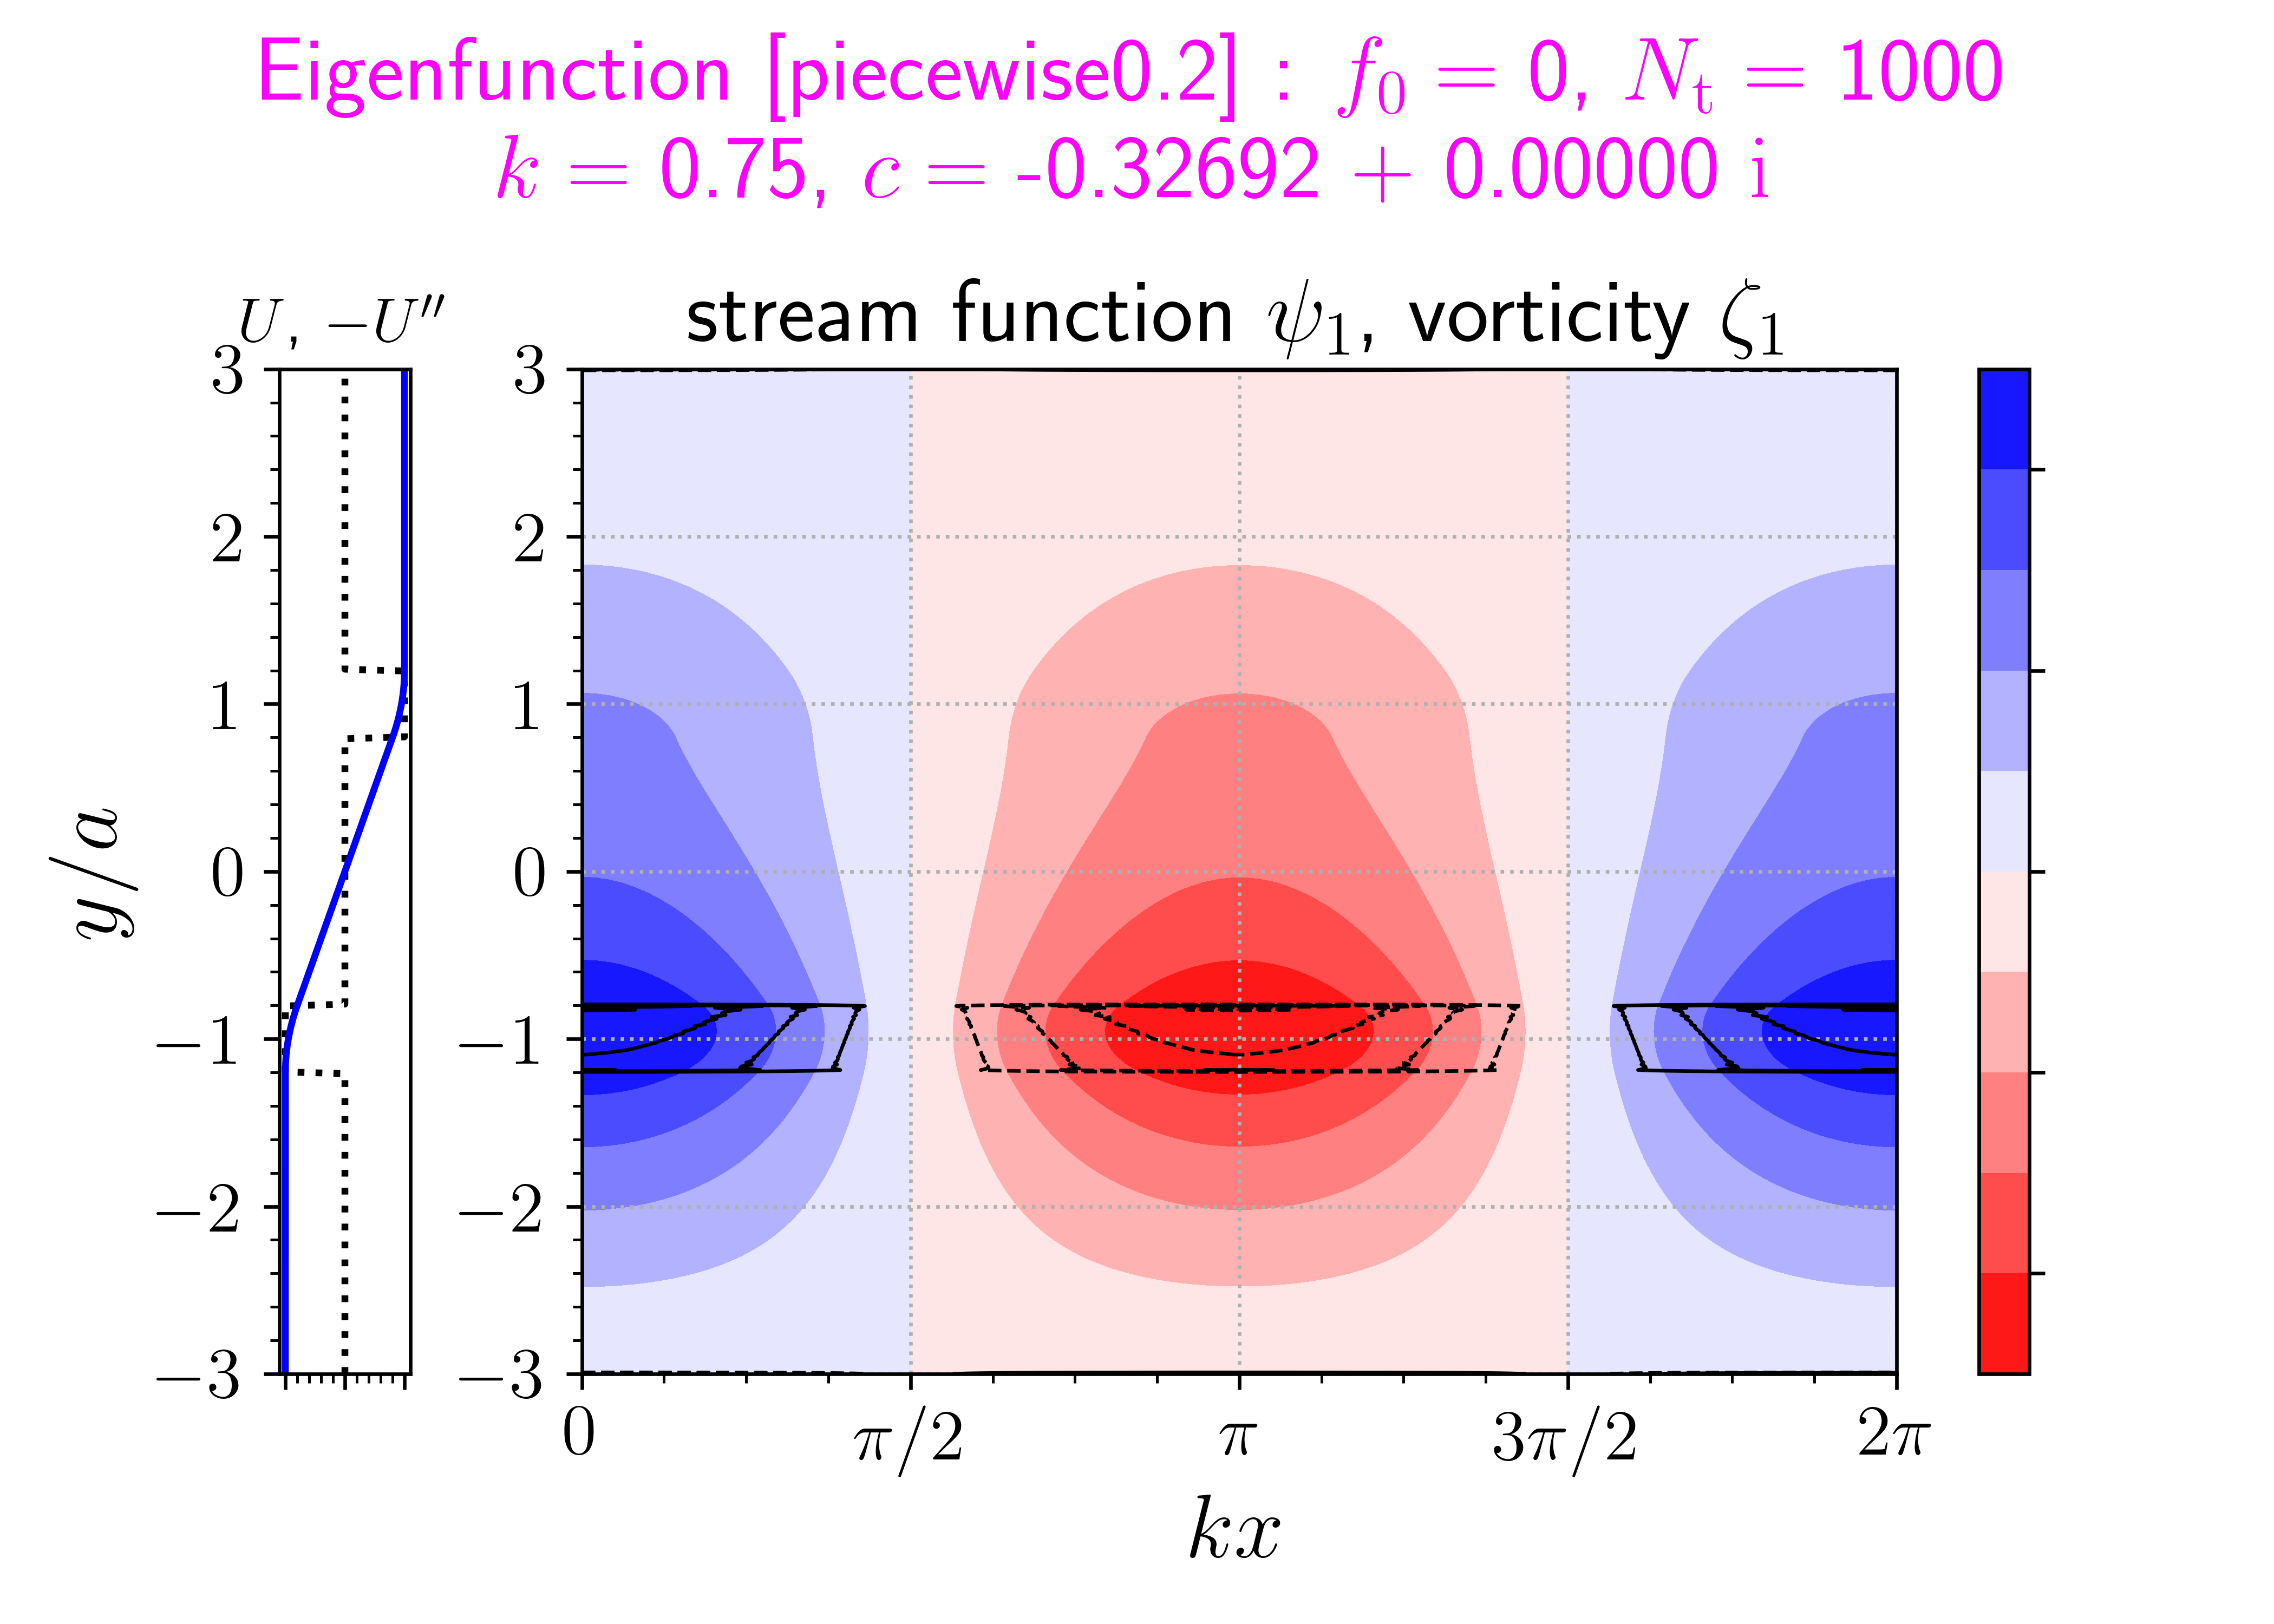 Eigenfunction [piecewise0.2] : f₀ = 0, Nₜ = 1000
k = 0.75, c = -0.32692 + 0.00000 i
U, −U″
stream function ψ₁, vorticity ζ₁
y/a
3
2
1
0
−1
−2
−3
3
2
1
0
−1
−2
−3
0 π/2 π 3π/2 2π
kx